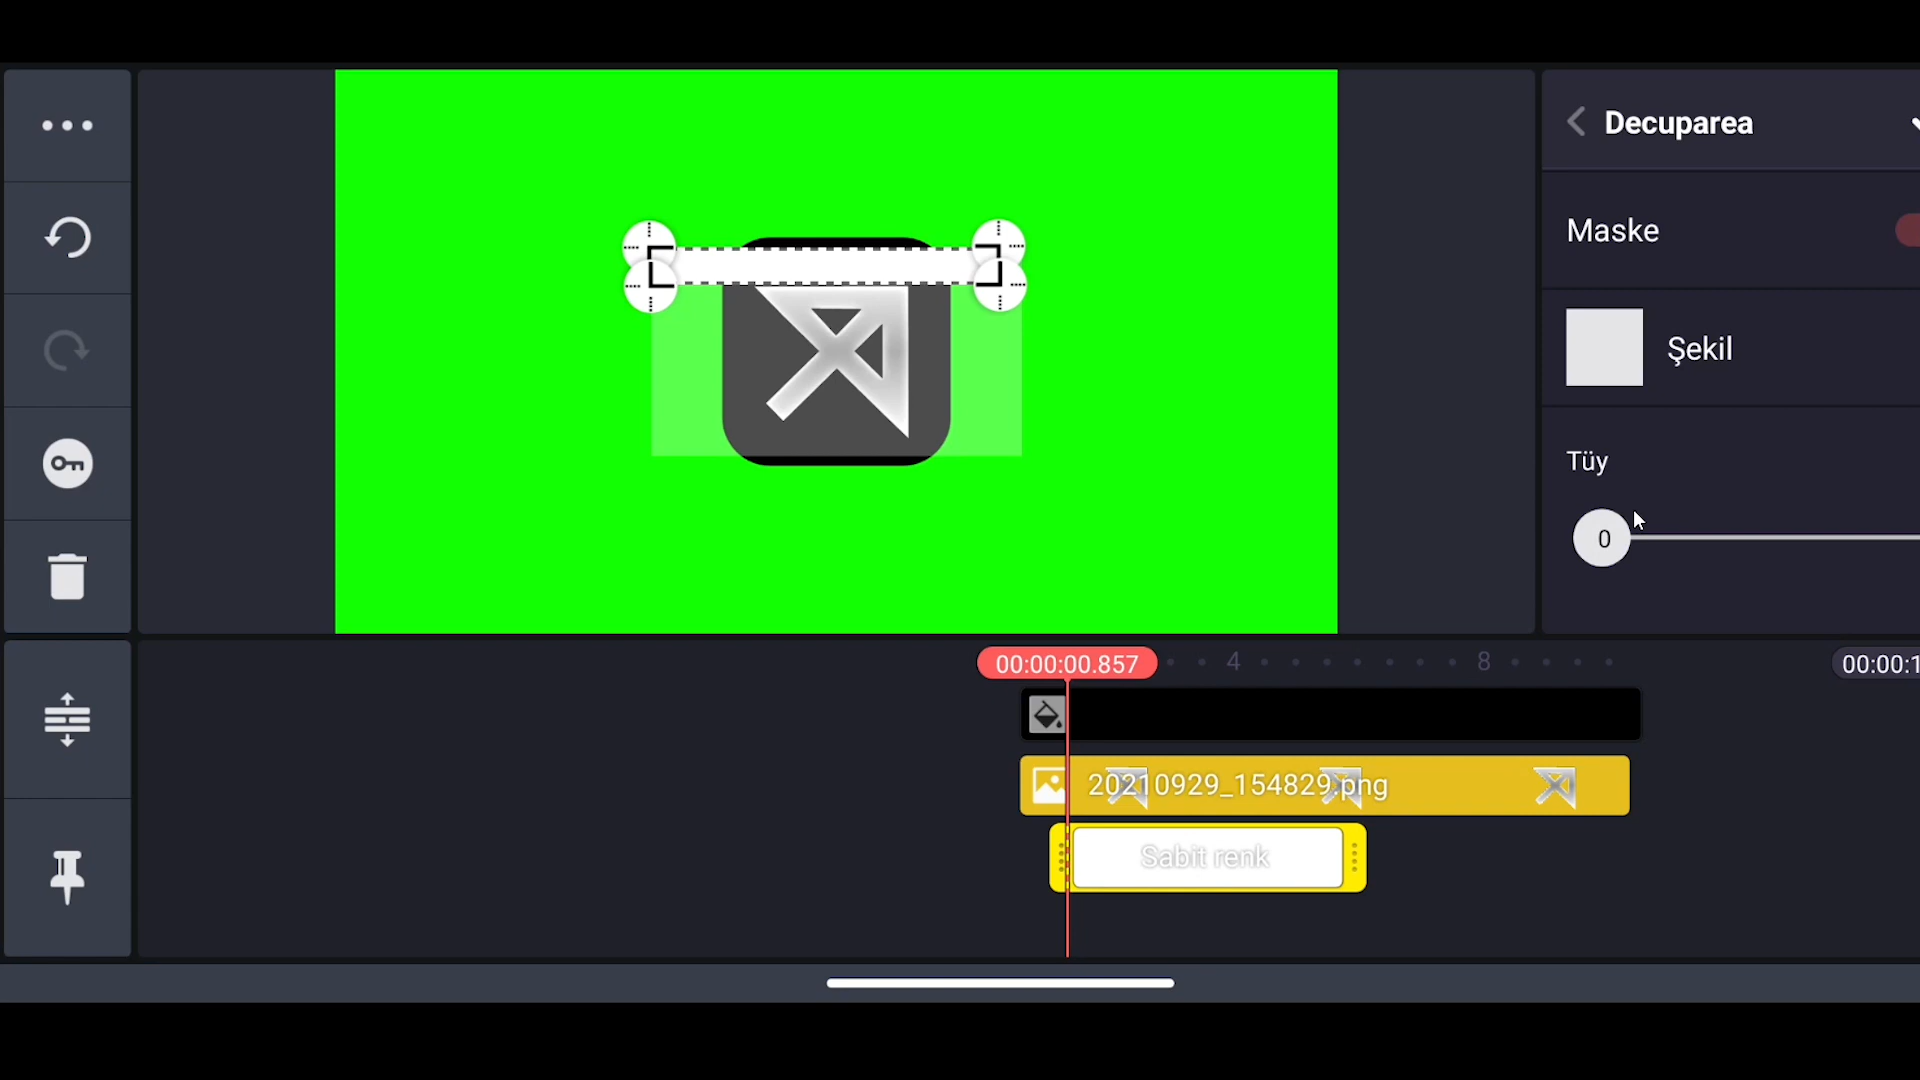 Decuparea
Maske
Şekil
Tüy
0
00:00:00.857
4
8
00:00:1
20210929_154829.png
Sabit renk